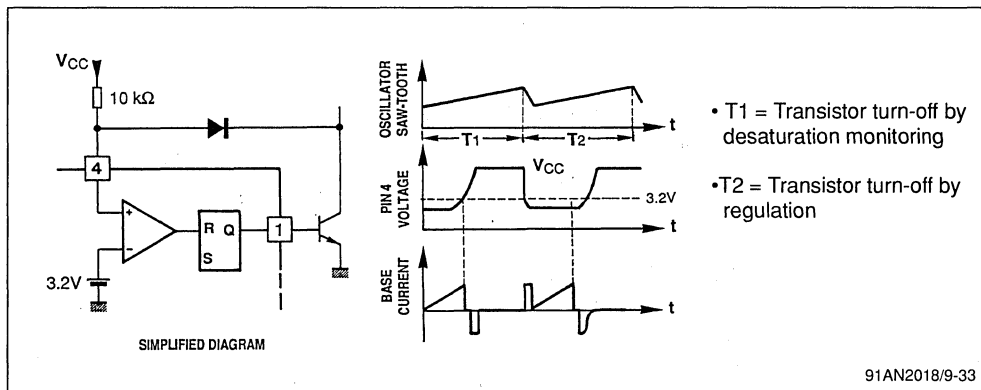 VCC
10 kΩ
4
+
−
R Q
S
1
3.2V
SIMPLIFIED DIAGRAM
OSCILLATOR
SAW-TOOTH
T1
T2
t
PIN 4
VOLTAGE
VCC
3.2V
t
BASE
CURRENT
t
• T1 = Transistor turn-off by
desaturation monitoring
•T2 = Transistor turn-off by
regulation
91AN2018/9-33